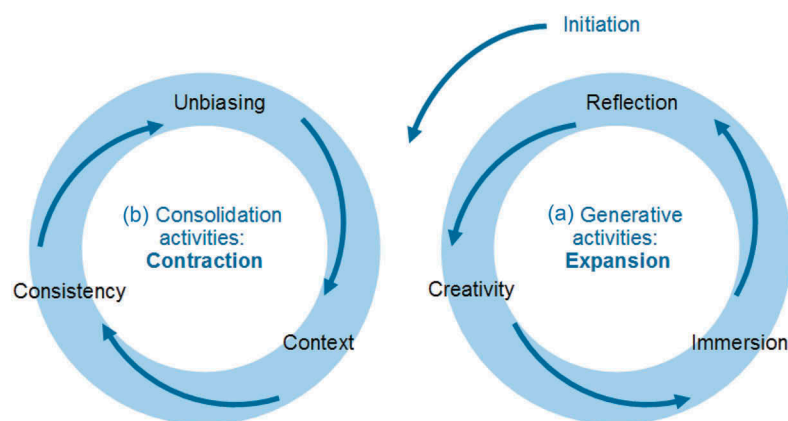 Initiation
Unbiasing
(b) Consolidation
activities:
Contraction
Consistency
Context
Reflection
(a) Generative
activities:
Expansion
Creativity
Immersion